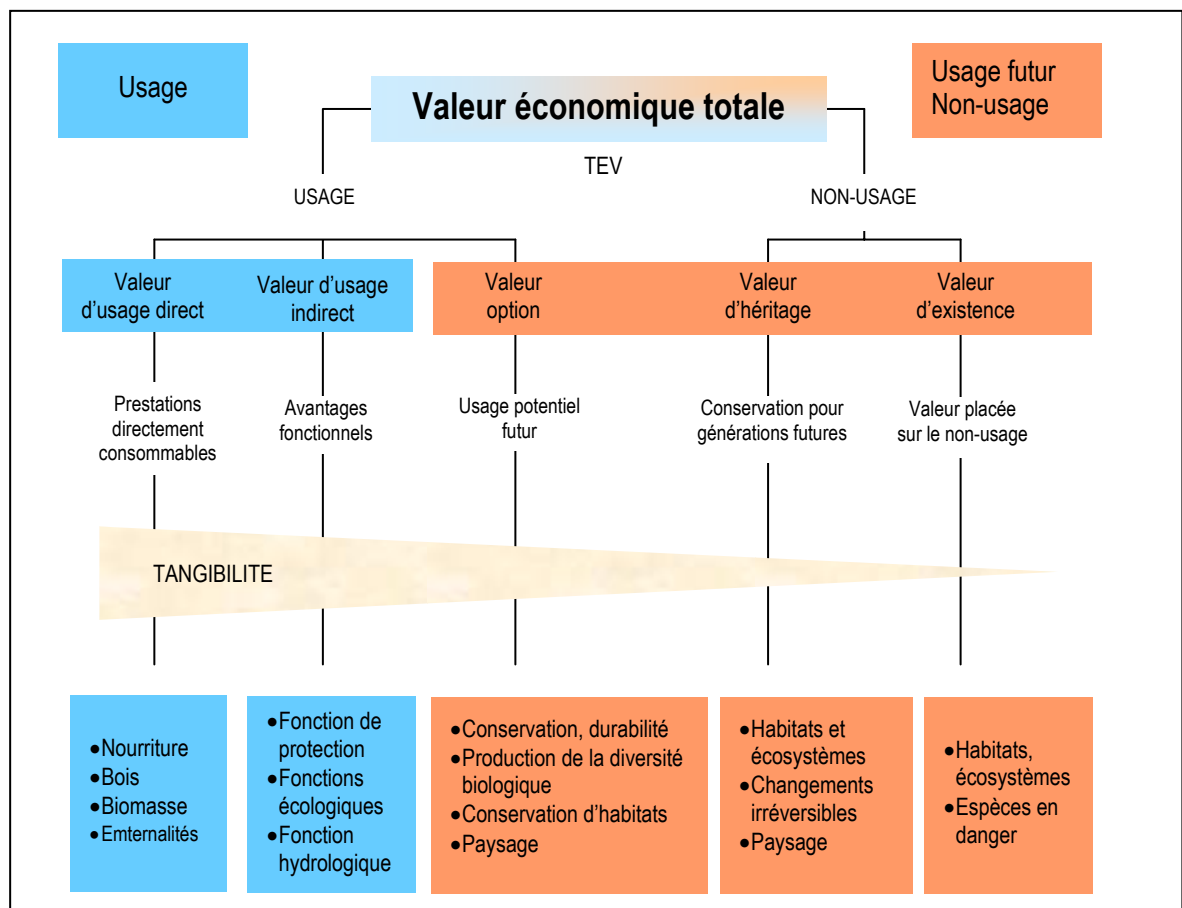 Usage
Valeur économique totale
Usage futur
Non-usage
TEV
USAGE
NON-USAGE
Valeur
d'usage direct
Valeur d'usage
indirect
Valeur
option
Valeur
d'héritage
Valeur
d'existence
Prestations
directement
consommables
Avantages
fonctionnels
Usage potentiel
futur
Conservation pour
générations futures
Valeur placée
sur le non-usage
TANGIBILITE
•Nourriture
•Bois
•Biomasse
•Emternalités
•Fonction de
protection
•Fonctions
écologiques
•Fonction
hydrologique
•Conservation, durabilité
•Production de la diversité
biologique
•Conservation d'habitats
•Paysage
•Habitats et
écosystèmes
•Changements
irréversibles
•Paysage
•Habitats,
écosystèmes
•Espèces en
danger